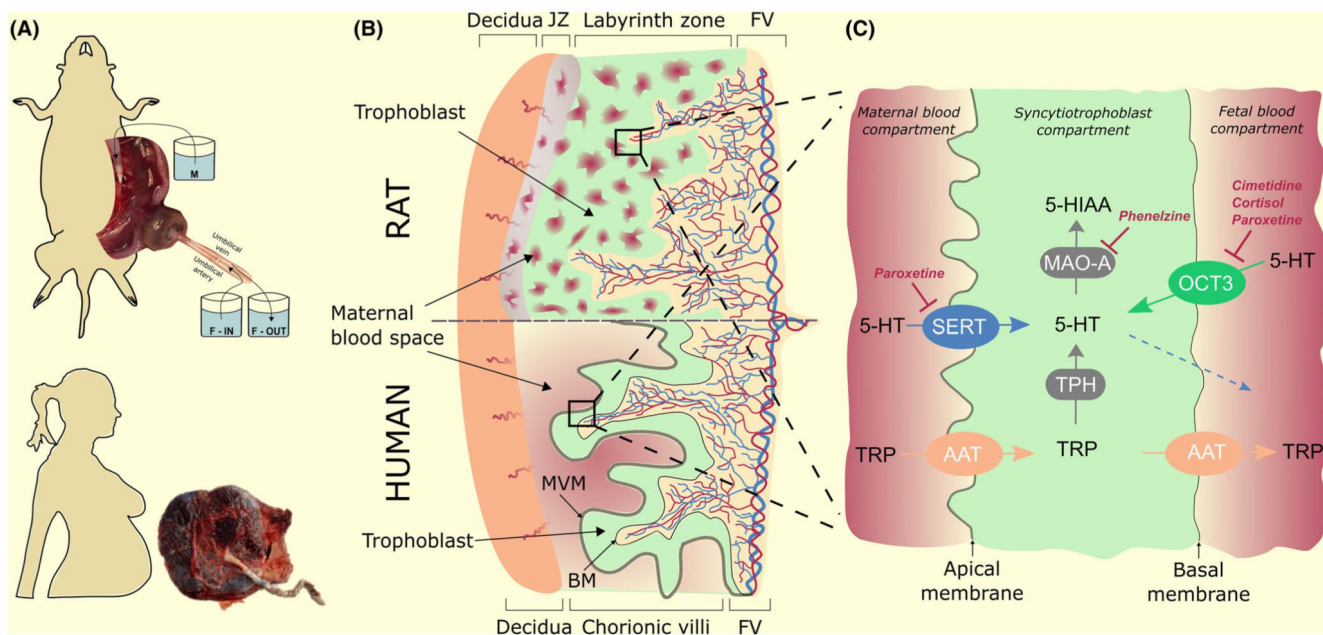 (A)
M
Umbilical vein
Umbilical
artery
F - IN
F - OUT
(B)
Decidua JZ Labyrinth zone FV
Trophoblast
RAT
Maternal
blood space
HUMAN
MVM
Trophoblast
BM
Decidua Chorionic villi FV
(C)
Maternal blood
compartment
Syncytiotrophoblast
compartment
Fetal blood
compartment
5-HIAA
Phenelzine
Cimetidine
Cortisol
Paroxetine
MAO-A
5-HT
OCT3
Paroxetine
5-HT
SERT
5-HT
TPH
TRP
AAT
TRP
AAT
TRP
Apical
membrane
Basal
membrane